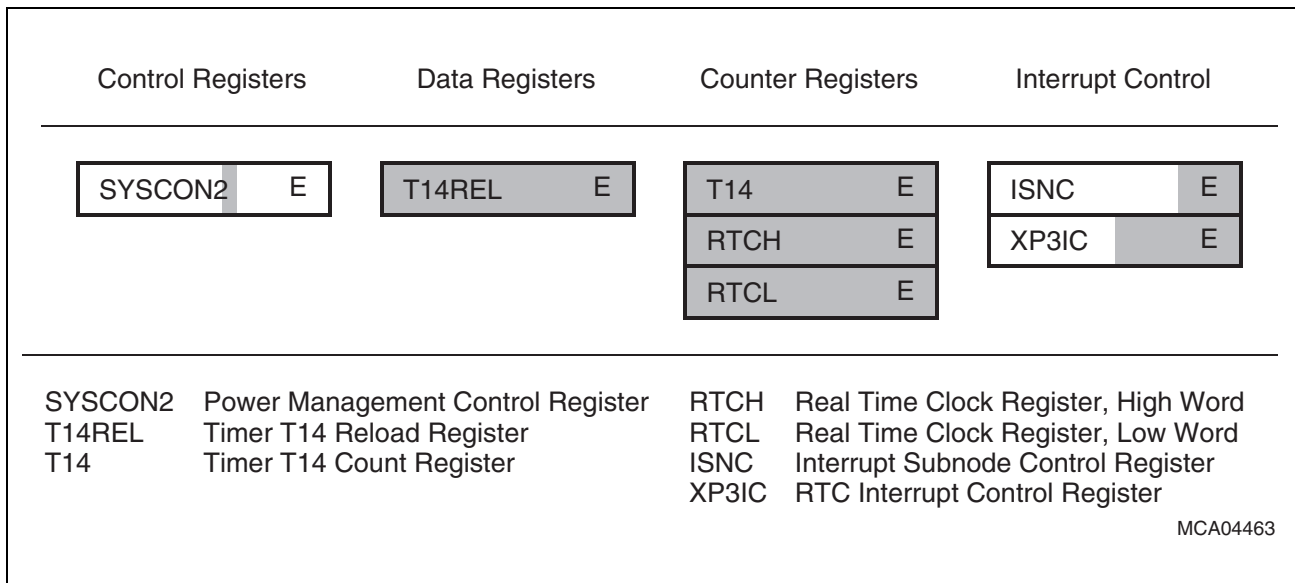 Control Registers Data Registers Counter Registers Interrupt Control
SYSCON2 E T14REL E T14 E ISNC E
RTCH E XP3IC E
RTCL E
SYSCON2 Power Management Control Register RTCH Real Time Clock Register, High Word
T14REL Timer T14 Reload Register RTCL Real Time Clock Register, Low Word
T14 Timer T14 Count Register ISNC Interrupt Subnode Control Register
XP3IC RTC Interrupt Control Register
MCA04463